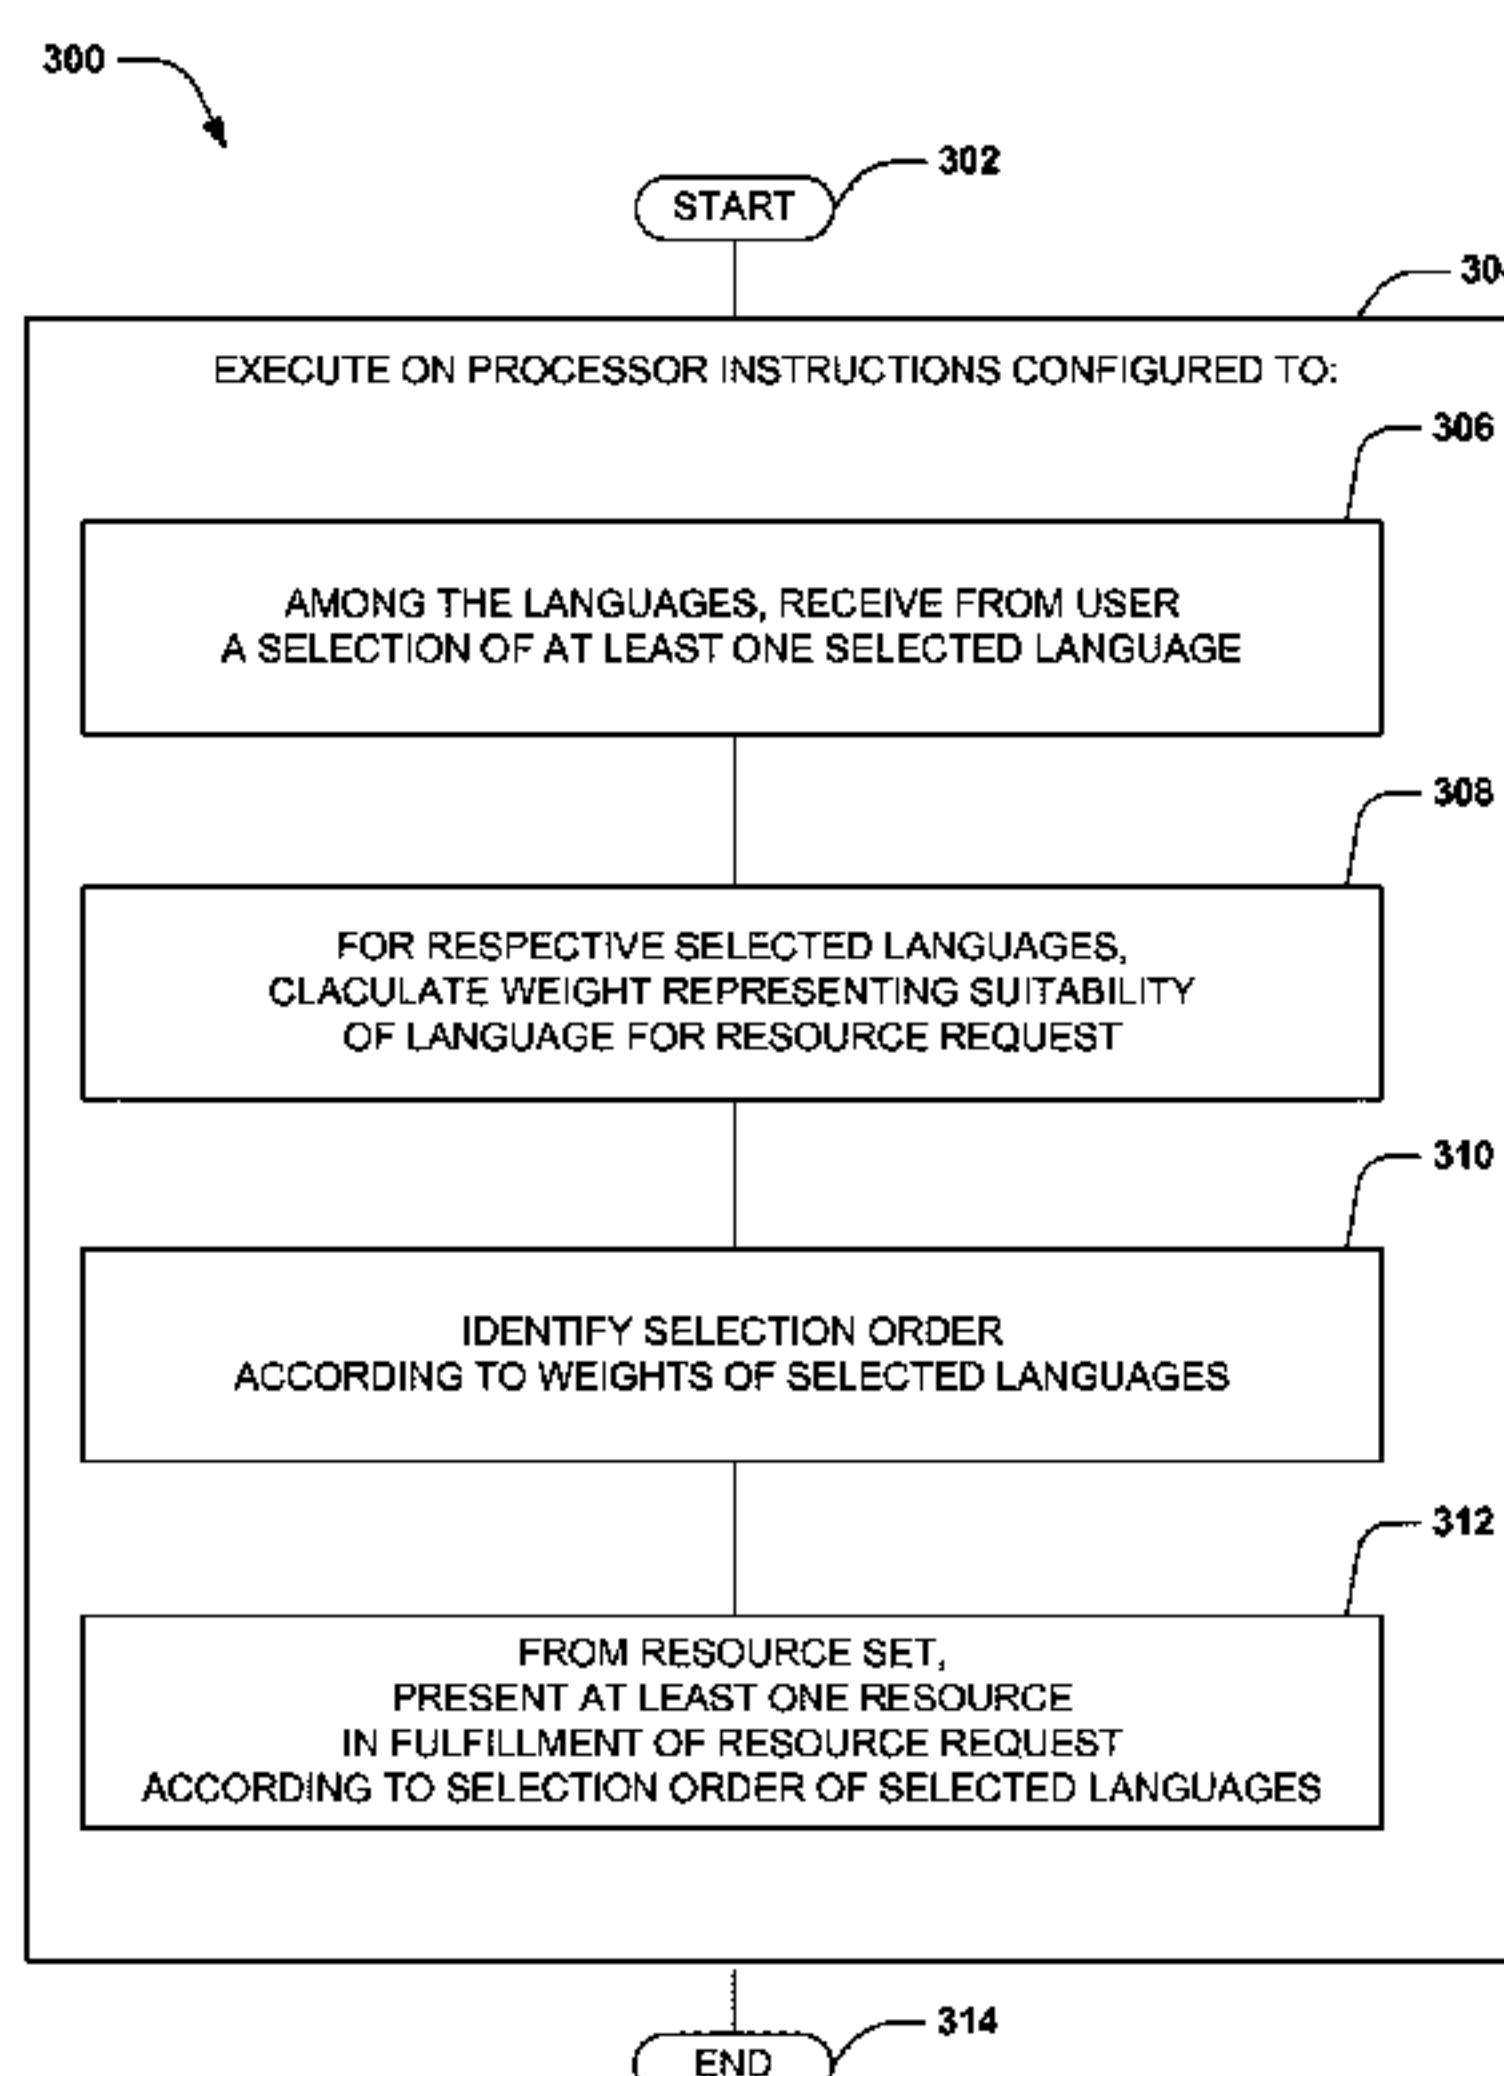 300
302
START
30
EXECUTE ON PROCESSOR INSTRUCTIONS CONFIGURED TO:
306
AMONG THE LANGUAGES, RECEIVE FROM USER
A SELECTION OF AT LEAST ONE SELECTED LANGUAGE
308
FOR RESPECTIVE SELECTED LANGUAGES,
CLACULATE WEIGHT REPRESENTING SUITABILITY
OF LANGUAGE FOR RESOURCE REQUEST
310
IDENTIFY SELECTION ORDER
ACCORDING TO WEIGHTS OF SELECTED LANGUAGES
312
FROM RESOURCE SET,
PRESENT AT LEAST ONE RESOURCE
IN FULFILLMENT OF RESOURCE REQUEST
ACCORDING TO SELECTION ORDER OF SELECTED LANGUAGES
314
END